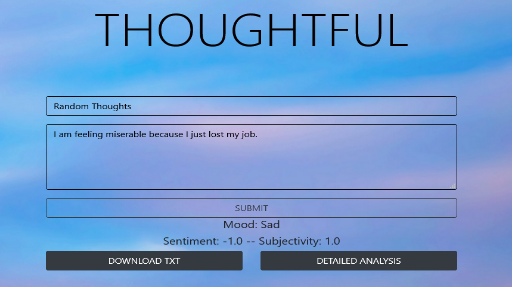 THOUGHTFUL
Random Thoughts
I am feeling miserable because I just lost my job.
SUBMIT
Mood: Sad
Sentiment: -1.0 -- Subjectivity: 1.0
DOWNLOAD TXT
DETAILED ANALYSIS